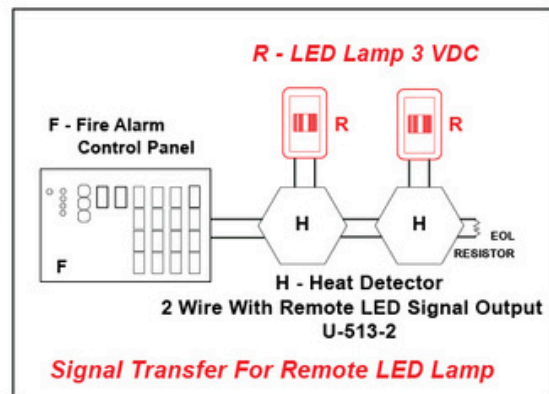 R - LED Lamp 3 VDC
F - Fire Alarm
Control Panel
R
R
H
H
F
EOL
RESISTOR
H - Heat Detector
2 Wire With Remote LED Signal Output
U-513-2
Signal Transfer For Remote LED Lamp